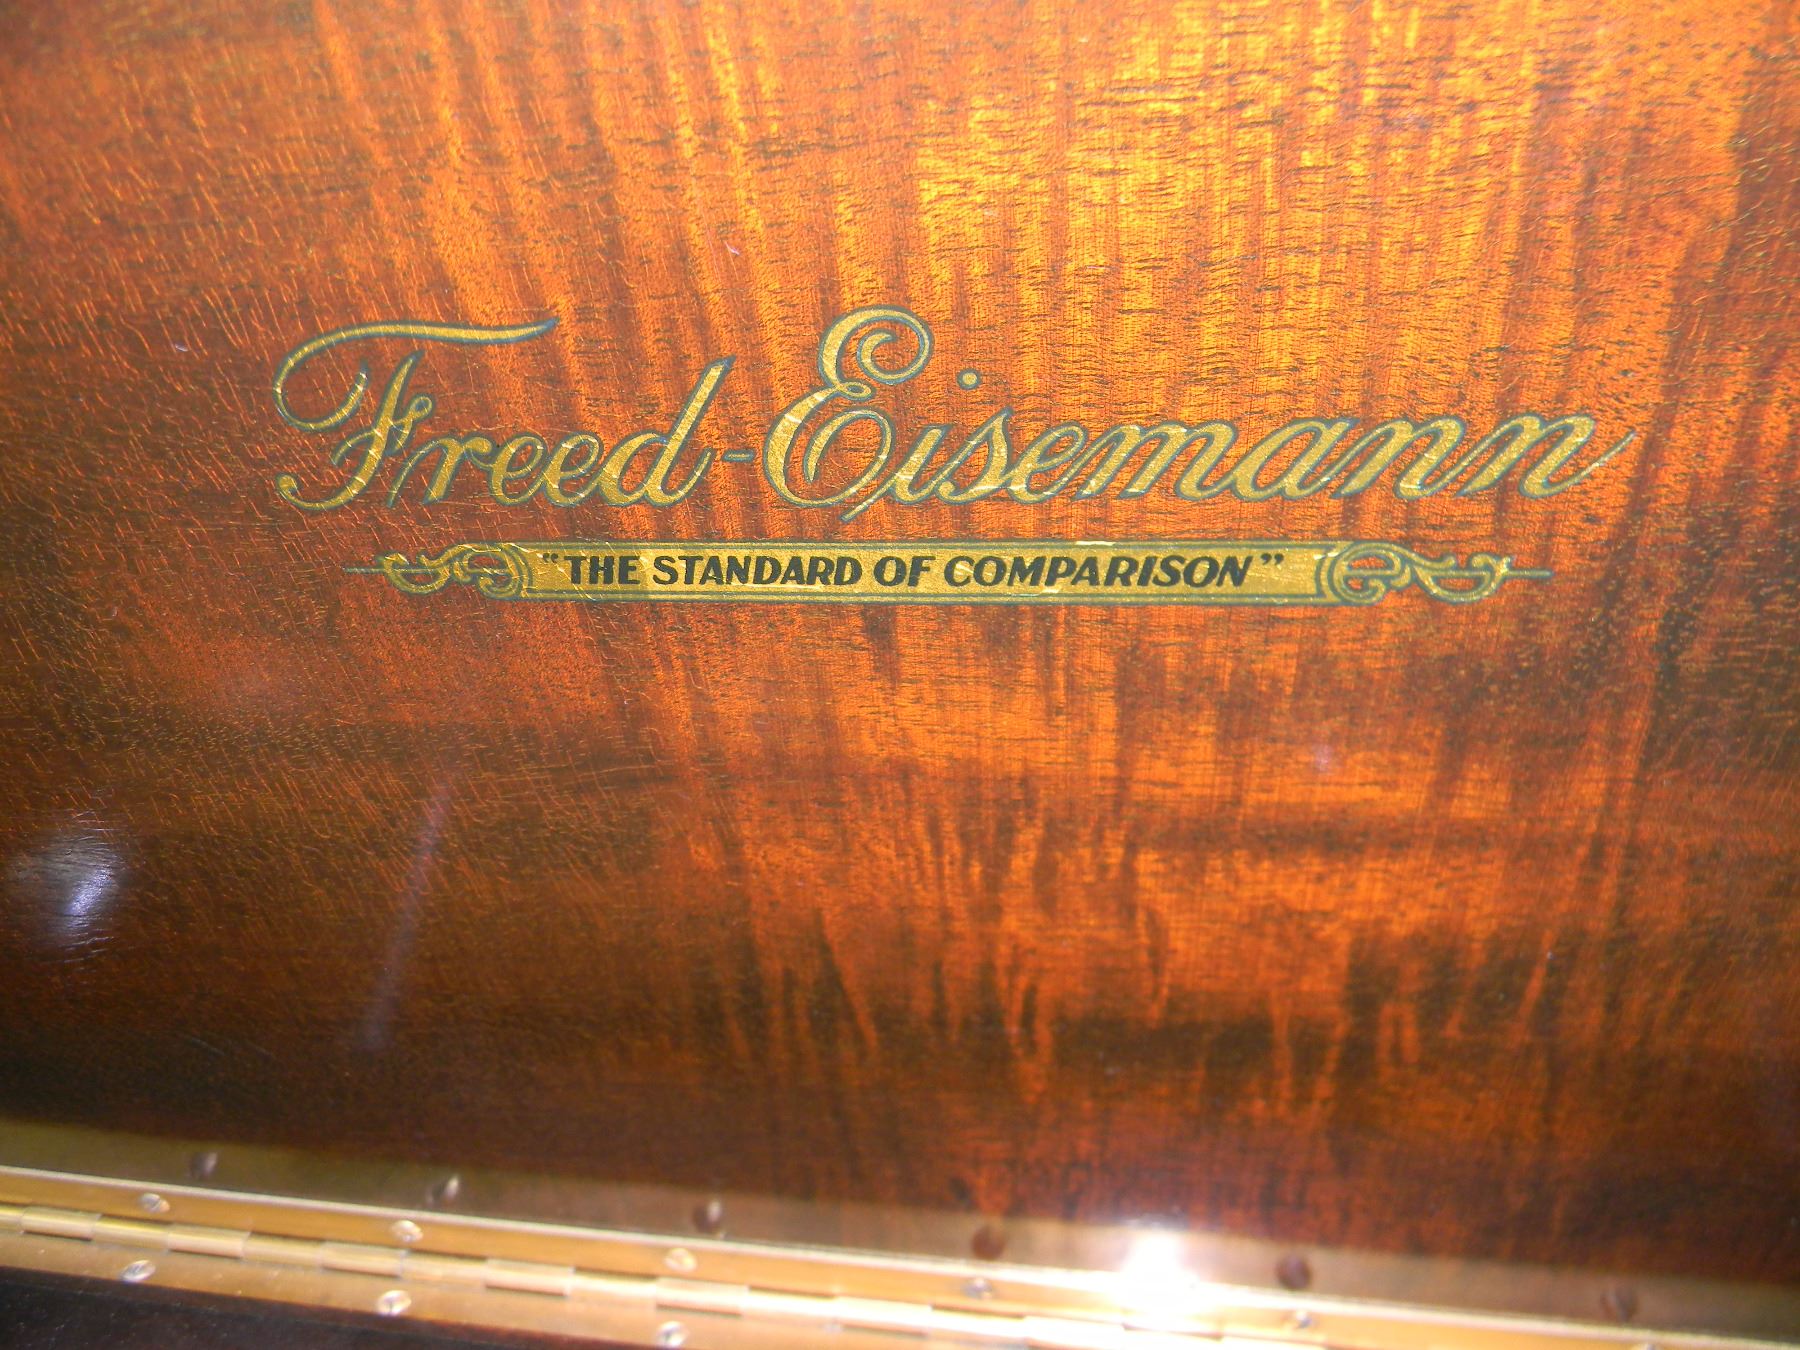 Freed-Eisemann
“THE STANDARD OF COMPARISON”